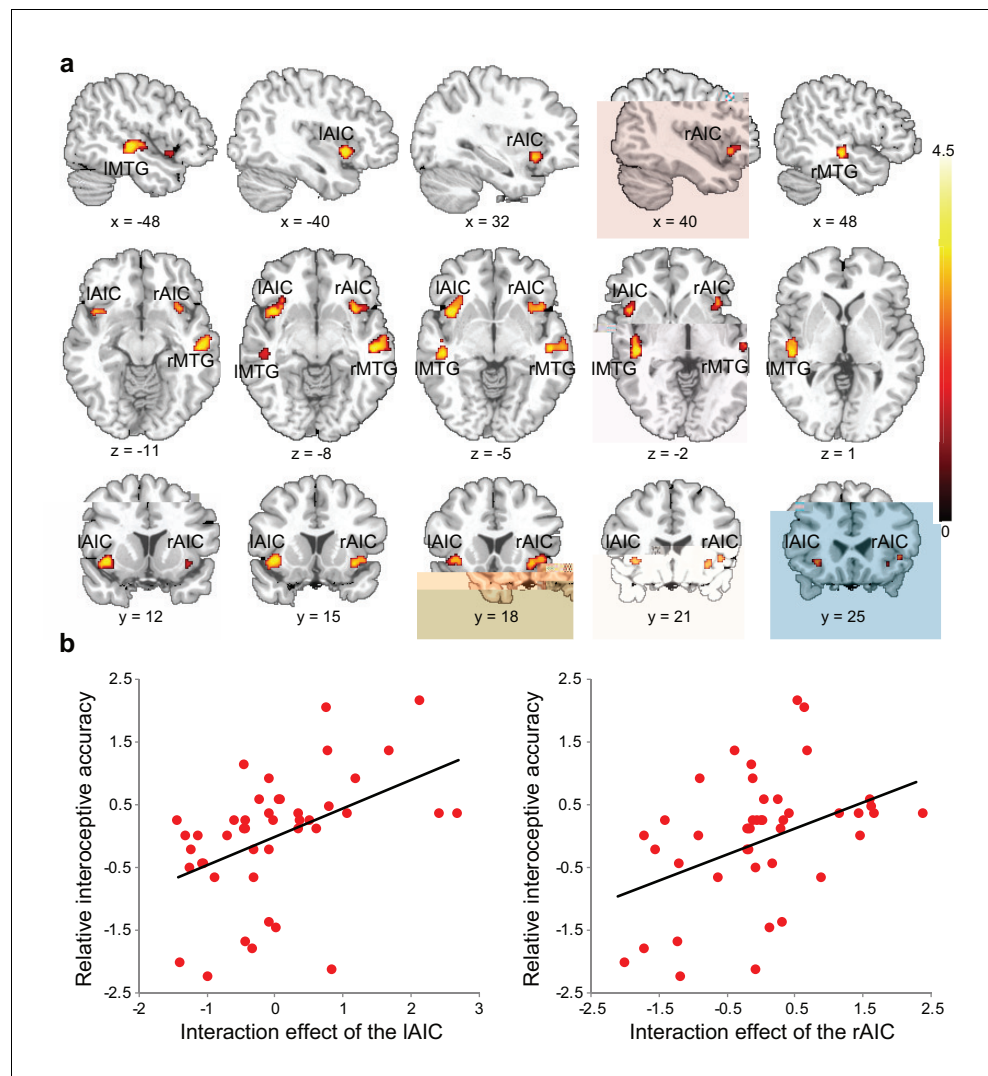 a
lMTG
lAIC
rAIC
rAIC
rMTG
x = -48
x = -40
x = 32
x = 40
x = 48
4.5
0
lAIC rAIC
rMTG
z = -11
lAIC rAIC
lMTG rMTG
z = -8
lAIC rAIC
lMTG rMTG
z = -5
lAIC rAIC
lMTG rMTG
z = -2
lMTG
z = 1
lAIC rAIC
y = 12
lAIC rAIC
y = 15
lAIC rAIC
y = 18
lAIC rAIC
y = 21
lAIC rAIC
y = 25
b
Relative interoceptive accuracy
2.5
1.5
0.5
-0.5
-1.5
-2.5
-2 -1 0 1 2 3
Interaction effect of the lAIC
Relative interoceptive accuracy
2.5
1.5
0.5
-0.5
-1.5
-2.5
-2.5 -1.5 -0.5 0.5 1.5 2.5
Interaction effect of the rAIC